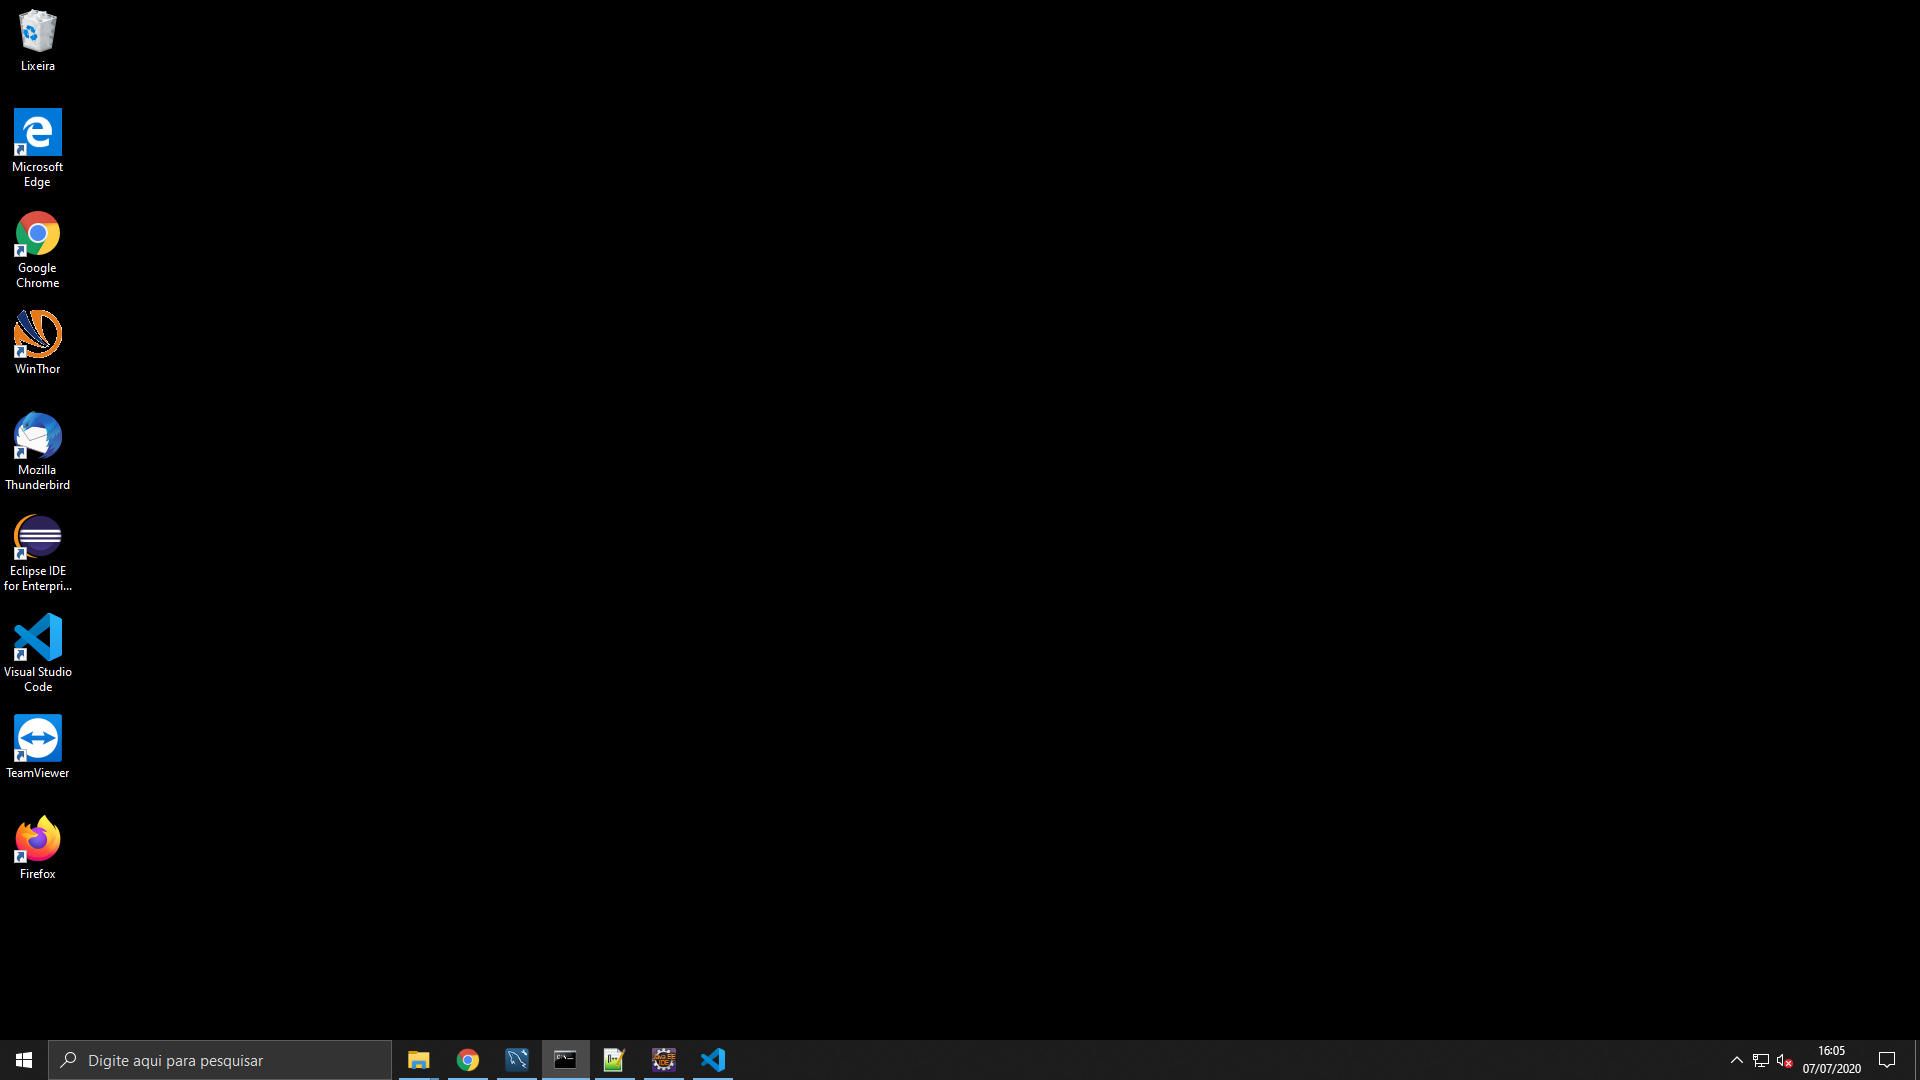 Lixeira
Microsoft
Edge
Google
Chrome
WinThor
Mozilla
Thunderbird
Eclipse IDE
for Enterpri...
Visual Studio
Code
TeamViewer
Firefox
Digite aqui para pesquisar
16:05
07/07/2020